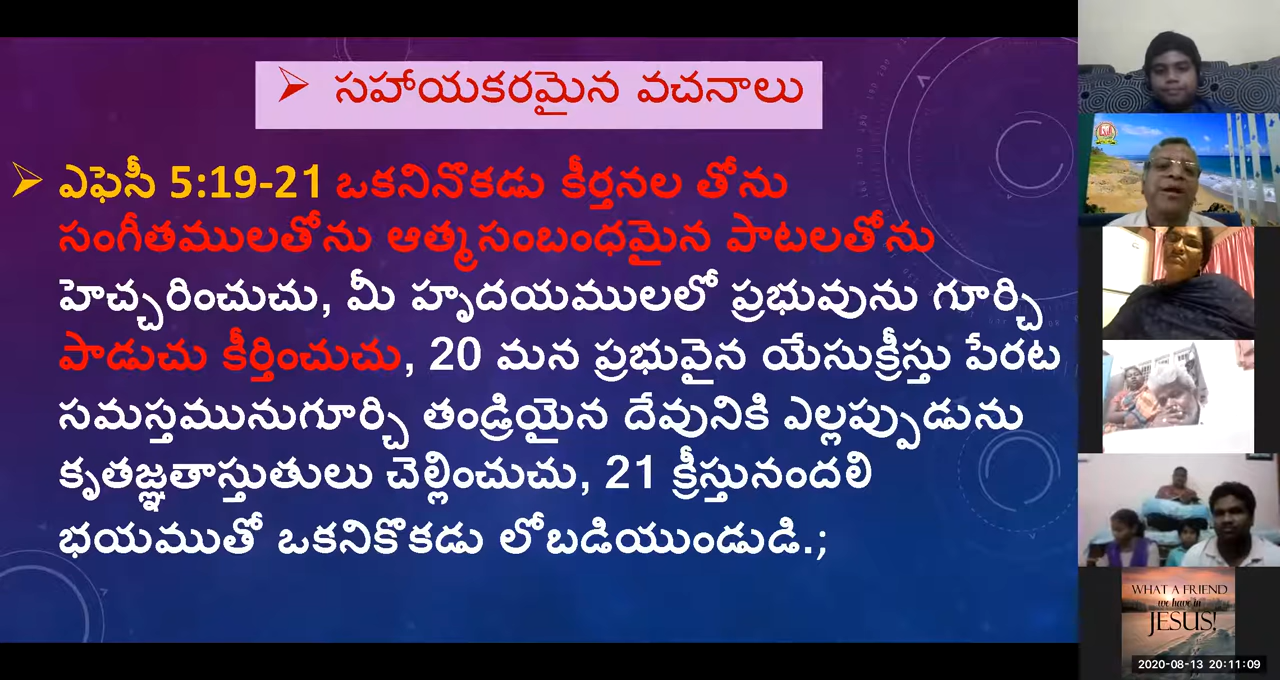 ➢ సహాయకరమైన వచనాలు
➢ ఎఫెసీ 5:19-21 ఒకనినొకడు కీర్తనల తోను
సంగీతములతోను ఆత్మసంబంధమైన పాటలతోను
హెచ్చరించుచు, మీ హృదయములలో ప్రభువును గూర్చి
పాడుచు కీర్తించుచు, 20 మన ప్రభువైన యేసుక్రీస్తు పేరట
సమస్తమునుగూర్చి తండ్రియైన దేవునికి ఎల్లప్పుడును
కృతజ్ఞతాస్తుతులు చెల్లించుచు, 21 క్రీస్తునందలి
భయముతో ఒకనికొకడు లోబడియుండుడి.;
WHAT A FRIEND
we have in
JESUS!
2020-08-13 20:11:09